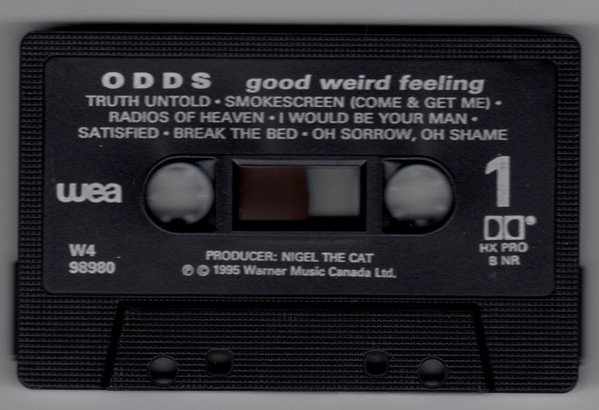 ODDS good weird feeling
TRUTH UNTOLD • SMOKESCREEN (COME & GET ME) •
RADIOS OF HEAVEN • I WOULD BE YOUR MAN •
SATISFIED • BREAK THE BED • OH SORROW, OH SHAME
wea
1
HX PRO
B NR
W4
98980
PRODUCER: NIGEL THE CAT
℗ © 1995 Warner Music Canada Ltd.